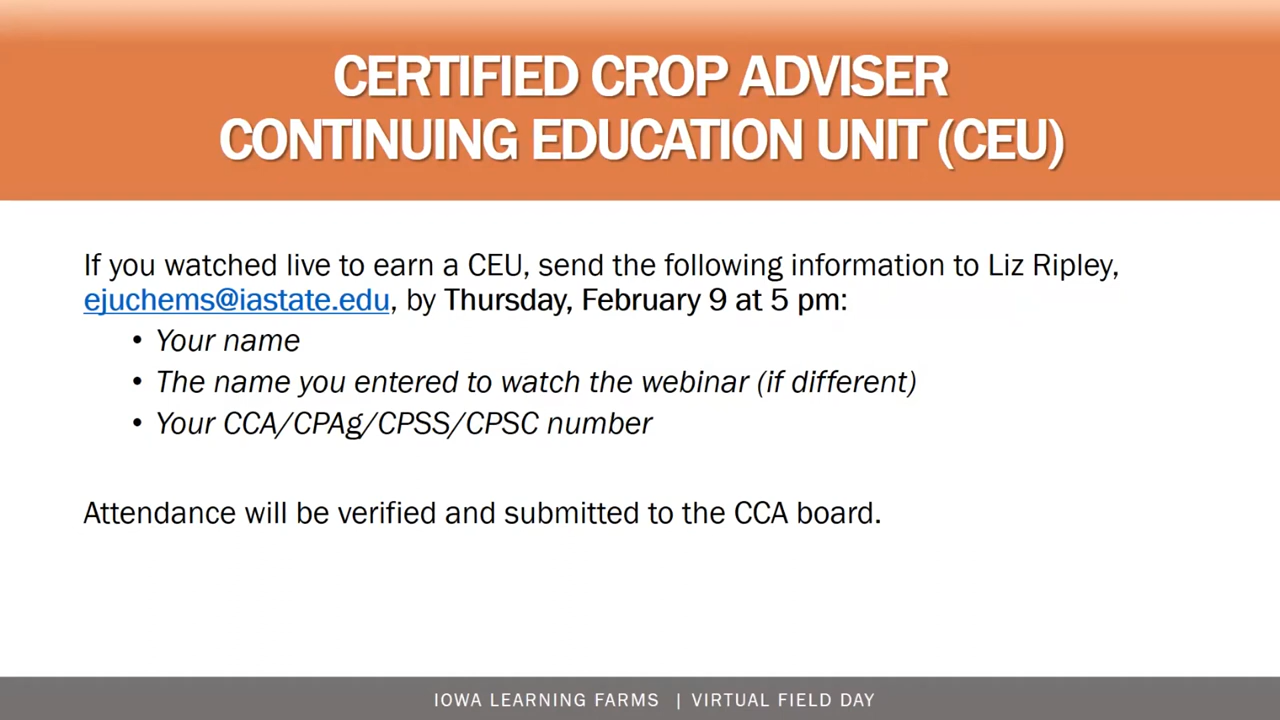 CERTIFIED CROP ADVISER
CONTINUING EDUCATION UNIT (CEU)
If you watched live to earn a CEU, send the following information to Liz Ripley,
ejuchems@iastate.edu, by Thursday, February 9 at 5 pm:
• Your name
• The name you entered to watch the webinar (if different)
• Your CCA/CPAg/CPSS/CPSC number
Attendance will be verified and submitted to the CCA board.
IOWA LEARNING FARMS | VIRTUAL FIELD DAY